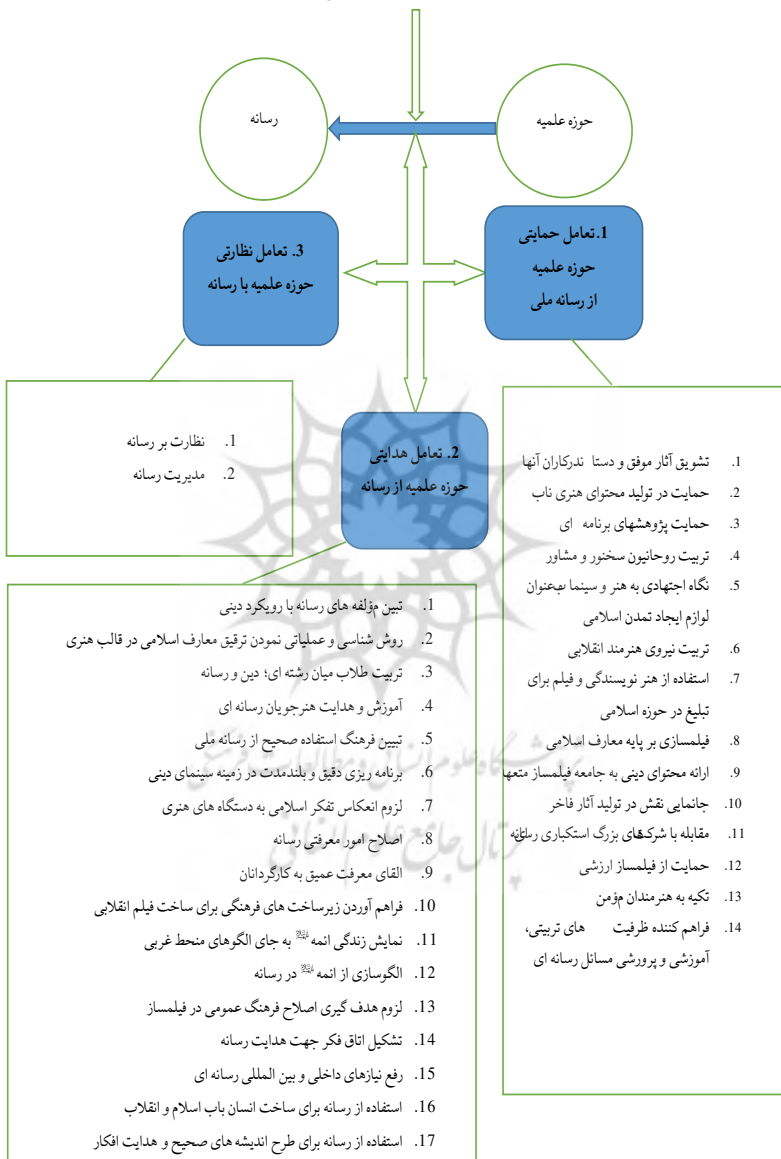 حوزه علمیه
رسانه
1.تعامل حمایتی
حوزه علمیه
از رسانه ملی
3. تعامل نظارتی
حوزه علمیه با رسانه
2. تعامل هدایتی
حوزه علمیه از رسانه
1. تشویق آثار موفق و دستا ندرکاران آنها
2. حمایت در تولید محتوای هنری ناب
3. حمایت پژوهشهای برنامه ای
4. تربیت روحانیون سخنور و مشاور
5. نگاه اجتهادی به هنر و سینما به‌عنوان
لوازم ایجاد تمدن اسلامی
6. تربیت نیروی هنرمند انقلابی
7. استفاده از هنر نویسندگی و فیلم برای
تبلیغ در حوزه اسلامی
8. فیلمسازی بر پایه معارف اسلامی
9. ارائه محتوای دینی به جامعه فیلمساز متعها
10. جانمایی نقش در تولید آثار فاخر
11. مقابله با شرکتهای بزرگ استکباری رسانه
12. حمایت از فیلمساز ارزشی
13. تکیه به هنرمندان مؤمن
14. فراهم کننده ظرفیت های تربیتی،
آموزشی و پرورشی مسائل رسانه ای
1. نظارت بر رسانه
2. مدیریت رسانه
1. تبین مؤلفه های رسانه با رویکرد دینی
2. روش شناسی و عملیاتی نمودن ترقیق معارف اسلامی در قالب هنری
3. تربیت طلاب میان رشته ای؛ دین و رسانه
4. آموزش و هدایت هنرجویان رسانه ای
5. تبیین فرهنگ استفاده صحیح از رسانه ملی
6. برنامه ریزی دقیق و بلندمدت در زمینه سینمای دینی
7. لزوم انعکاس تفکر اسلامی به دستگاه های هنری
8. اصلاح امور معرفتی رسانه
9. القای معرفت عمیق به کارگردانان
10. فراهم آوردن زیرساخت های فرهنگی برای ساخت فیلم انقلابی
11. نمایش زندگی ائمه به جای الگوهای منحط غربی
12. الگوسازی از ائمه در رسانه
13. لزوم هدف گیری اصلاح فرهنگ عمومی در فیلمساز
14. تشکیل اتاق فکر جهت هدایت رسانه
15. رفع نیازهای داخلی و بین المللی رسانه ای
16. استفاده از رسانه برای ساخت انسان باب اسلام و انقلاب
17. استفاده از رسانه برای طرح اندیشه های صحیح و هدایت افکار
پژوهشگاه علوم انسانی و مطالعات فرهنگی
پرتال جامع علوم انسانی